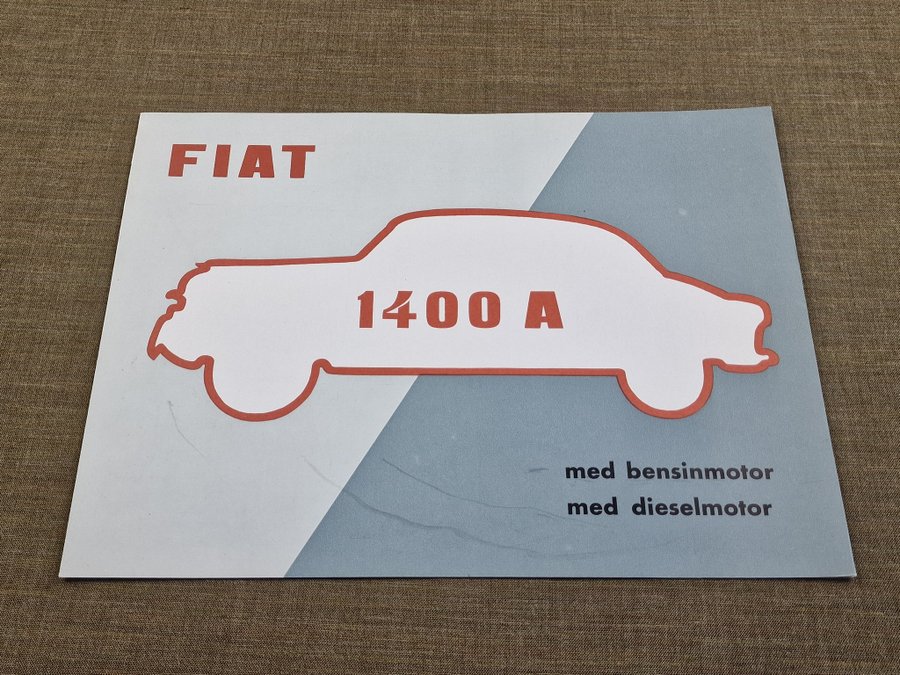 FIAT
1400 A
med bensinmotor
med dieselmotor